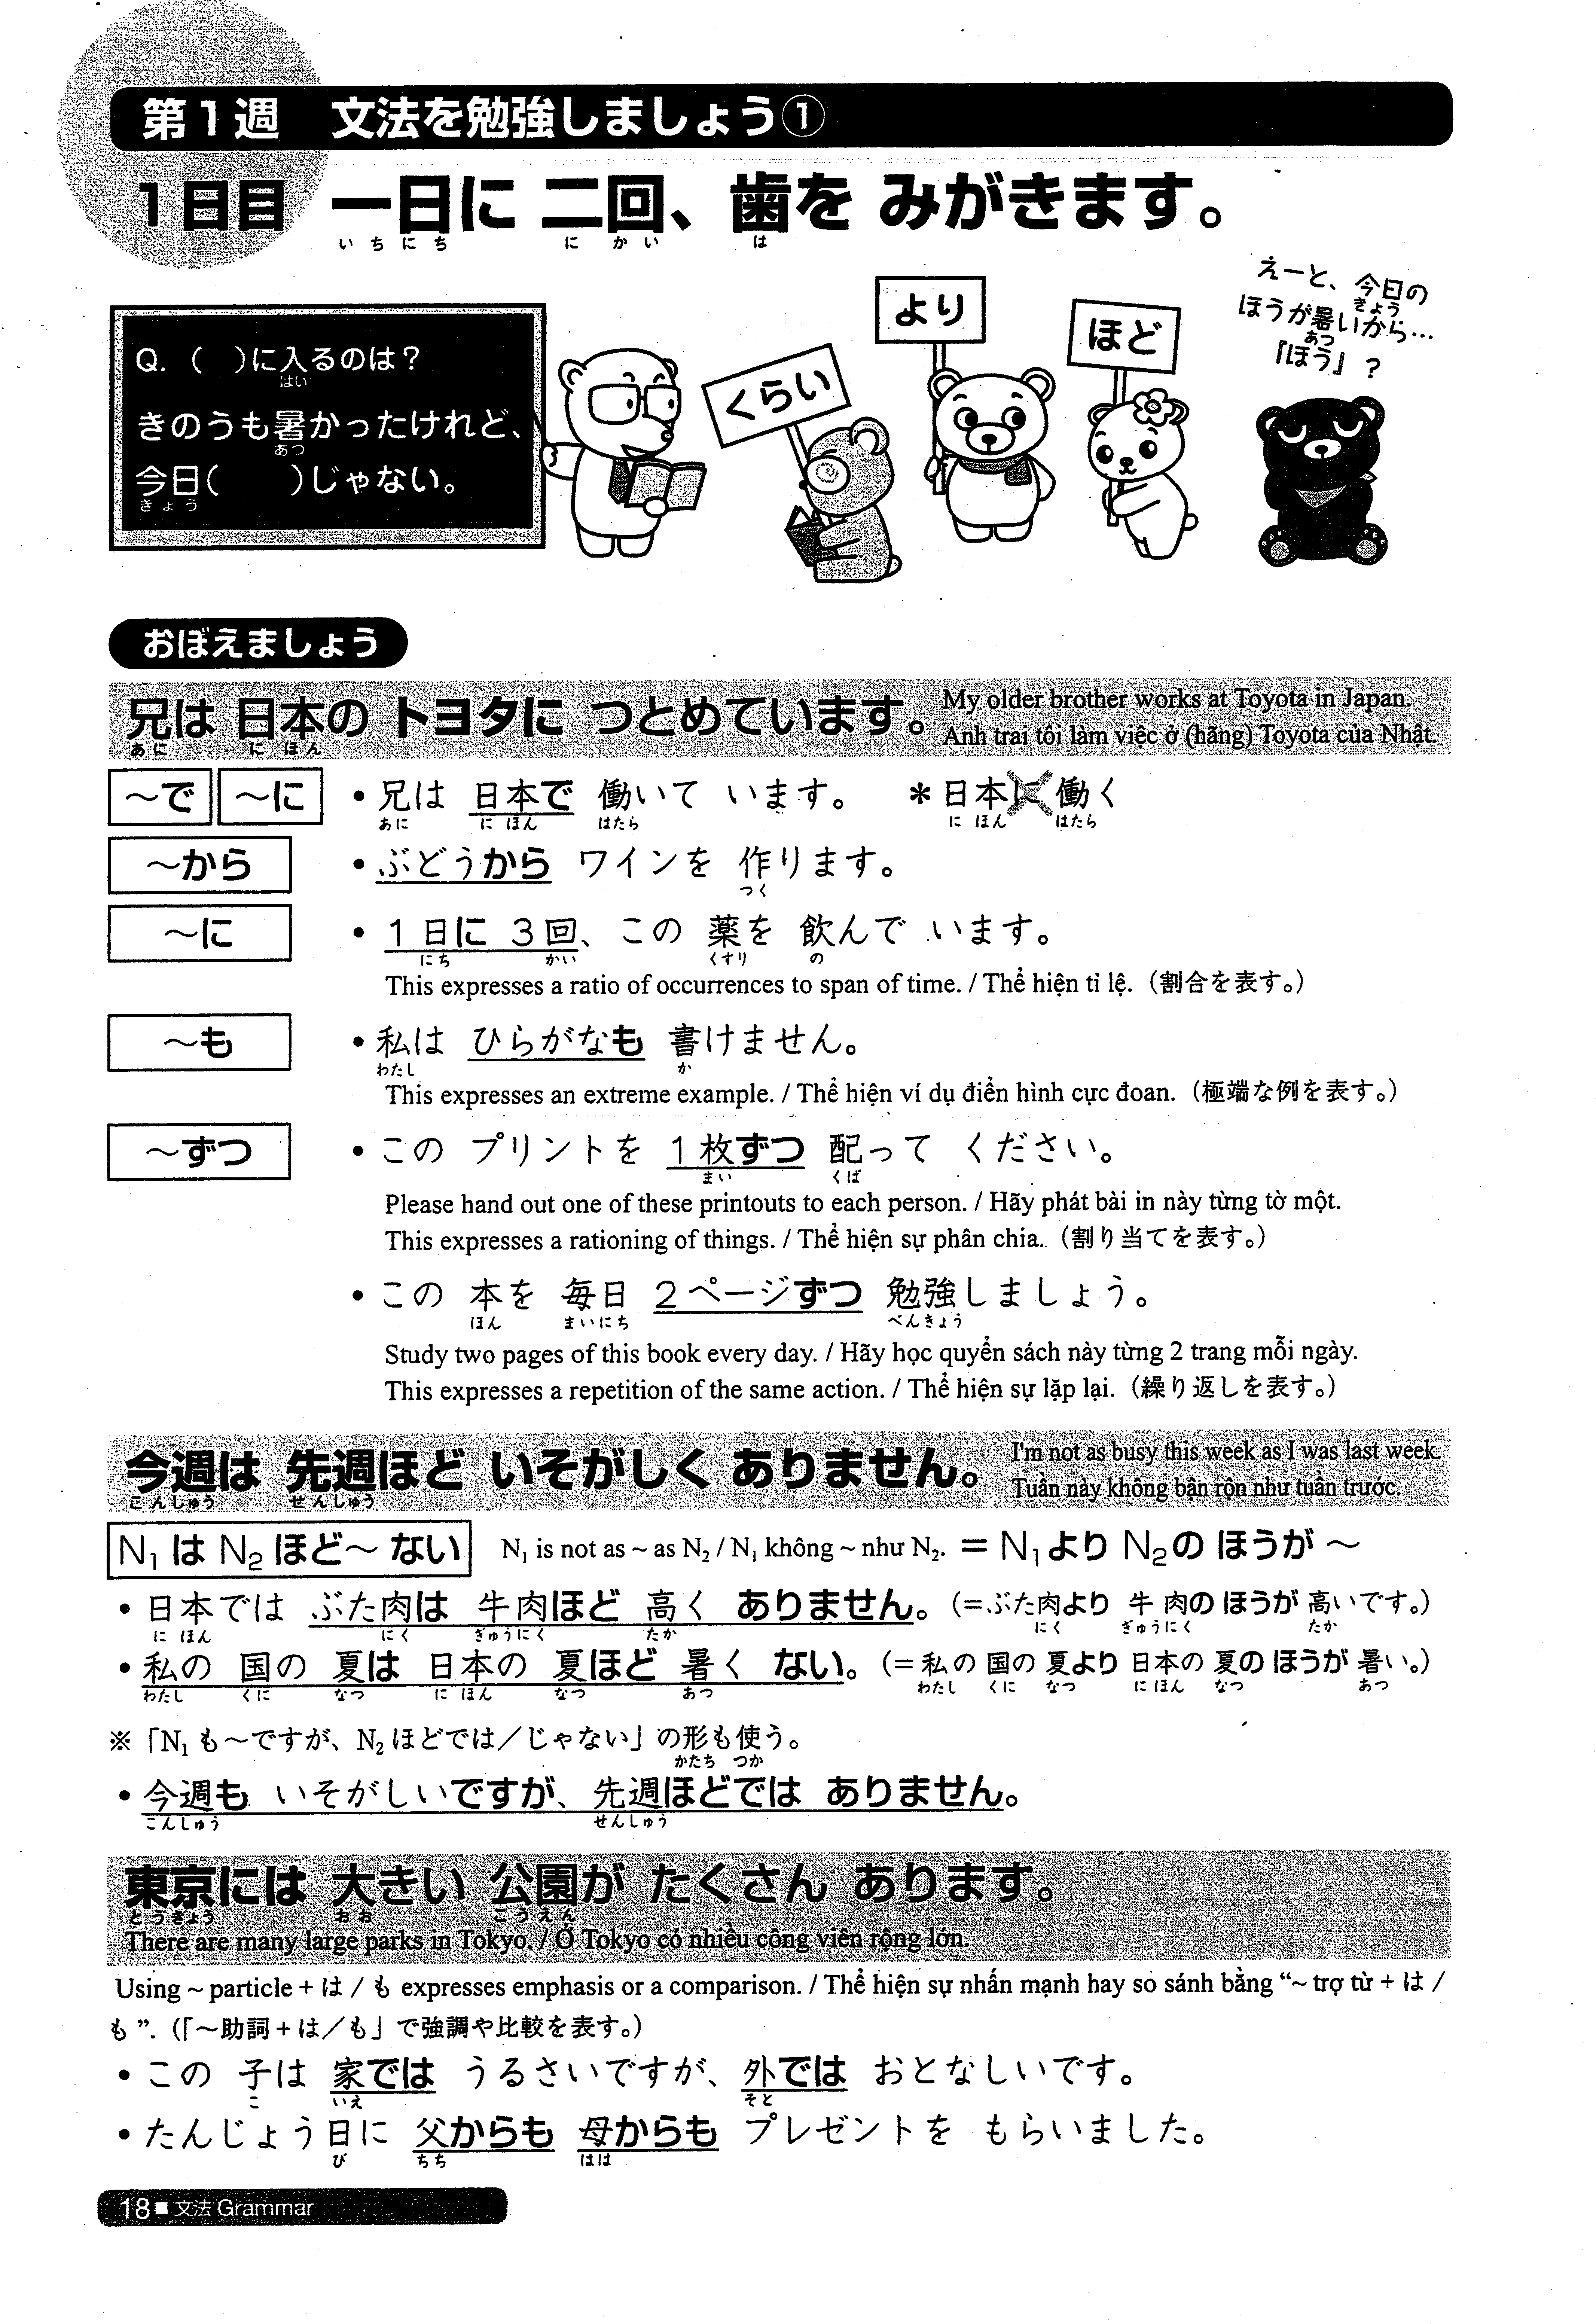 第1週 文法を勉強しましょう①
1日目 一日に 二回、歯を みがきます。
いちにち に かい は
Q. ( )に入るのは？
はい
きのうも暑かったけれど、
あつ
今日( )じゃない。
きょう
くらい
より
ほど
えーと、今日の
きょう
ほうが暑いから…
あつ
「ほう」？
おぼえましょう
兄は 日本の トヨタに つとめています。
あに に ほん
My older brother works at Toyota in Japan.
Anh trai tôi làm việc ở (hãng) Toyota của Nhật.
～で ～に ・兄は 日本で 働いて います。 ＊日本に働く
あに に ほん はたら に ほん はたら
～から ・ぶどうから ワインを 作ります。
つく
～に ・1日に 3回、この 薬を 飲んで います。
にち かい くすり の
This expresses a ratio of occurrences to span of time. / Thể hiện tỉ lệ.（割合を表す。）
～も ・私は ひらがなも 書けません。
わたし か
This expresses an extreme example. / Thể hiện ví dụ điển hình cực đoan.（極端な例を表す。）
～ずつ ・この プリントを 1枚ずつ 配って ください。
まい くば
Please hand out one of these printouts to each person. / Hãy phát bài in này từng tờ một.
This expresses a rationing of things. / Thể hiện sự phân chia.（割り当てを表す。）
・この 本を 毎日 2ページずつ 勉強しましょう。
ほん まいにち べんきょう
Study two pages of this book every day. / Hãy học quyển sách này từng 2 trang mỗi ngày.
This expresses a repetition of the same action. / Thể hiện sự lặp lại.（繰り返しを表す。）
今週は 先週ほど いそがしく ありません。
こんしゅう せんしゅう
I'm not as busy this week as I was last week.
Tuần này không bận rộn như tuần trước.
N₁ は N₂ ほど～ ない N₁ is not as ~ as N₂ / N₁ không ~ như N₂. ＝ N₁より N₂の ほうが ～
・日本では ぶた肉は 牛肉ほど 高く ありません。（＝ぶた肉より 牛肉の ほうが 高いです。）
に ほん にく ぎゅうにく たか にく ぎゅうにく たか
・私の 国の 夏は 日本の 夏ほど 暑く ない。（＝私の 国の 夏より 日本の 夏の ほうが 暑い。）
わたし くに なつ に ほん なつ あつ わたし くに なつ に ほん なつ あつ
※「N₁ も～ですが、N₂ ほどでは／じゃない」の形も使う。
かたち つか
・今週も いそがしいですが、先週ほどでは ありません。
こんしゅう せんしゅう
東京には 大きい 公園が たくさん あります。
とうきょう おお こうえん
There are many large parks in Tokyo. / Ở Tokyo có nhiều công viên rộng lớn.
Using ~ particle + は / も expresses emphasis or a comparison. / Thể hiện sự nhấn mạnh hay so sánh bằng “~ trợ từ + は /
も ”.（「～助詞＋は／も」で強調や比較を表す。）
・この 子は 家では うるさいですが、外では おとなしいです。
こ いえ そと
・たんじょう日に 父からも 母からも プレゼントを もらいました。
び ちち はは
18■文法 Grammar